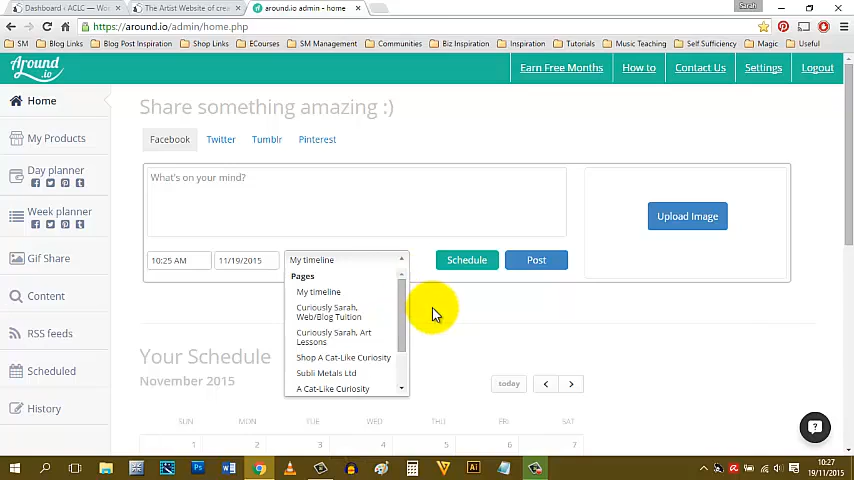 Sarah
Dashboard ‹ ACLC — Wo
The Artist Website of crea
around.io admin - home
https://around.io/admin/home.php
SM
Blog Links
Blog Post Inspiration
Shop Links
ECourses
SM Management
Communities
Biz Inspiration
Inspiration
Tutorials
Music Teaching
Self Sufficiency
Magic
Useful
Around.io
Earn Free Months
How to
Contact Us
Settings
Logout
Home
My Products
Day planner
Week planner
Gift Share
Content
RSS feeds
Scheduled
History
Share something amazing :)
Facebook
Twitter
Tumblr
Pinterest
What's on your mind?
Upload Image
10:25 AM
11/19/2015
My timeline
Schedule
Post
Pages
My timeline
Curiously Sarah,
Web/Blog Tuition
Curiously Sarah, Art
Lessons
Shop A Cat-Like Curiosity
Subli Metals Ltd
A Cat-Like Curiosity
Your Schedule
November 2015
today
SUN
MON
TUE
WED
THU
FRI
SAT
1
2
3
4
5
6
7
10:27
19/11/2015